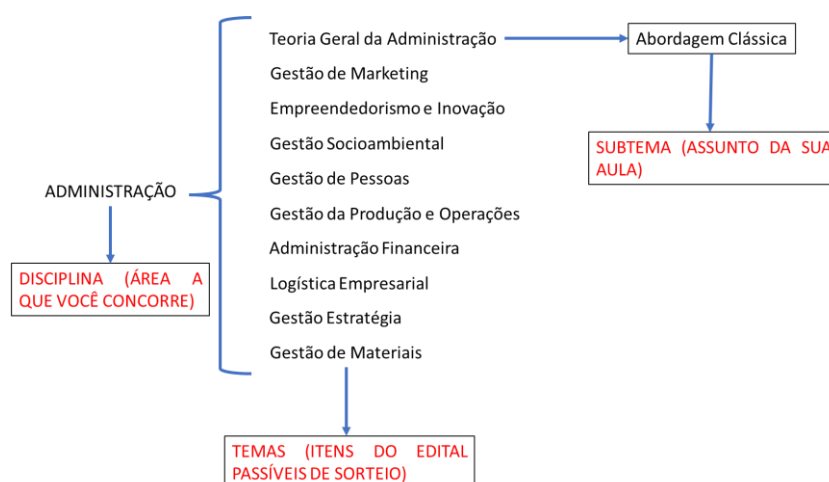 Teoria Geral da Administração
Abordagem Clássica
Gestão de Marketing
Empreendedorismo e Inovação
Gestão Socioambiental
SUBTEMA (ASSUNTO DA SUA
AULA)
Gestão de Pessoas
ADMINISTRAÇÃO
Gestão da Produção e Operações
Administração Financeira
DISCIPLINA (ÁREA A
QUE VOCÊ CONCORRE)
Logística Empresarial
Gestão Estratégia
Gestão de Materiais
TEMAS (ITENS DO EDITAL
PASSÍVEIS DE SORTEIO)